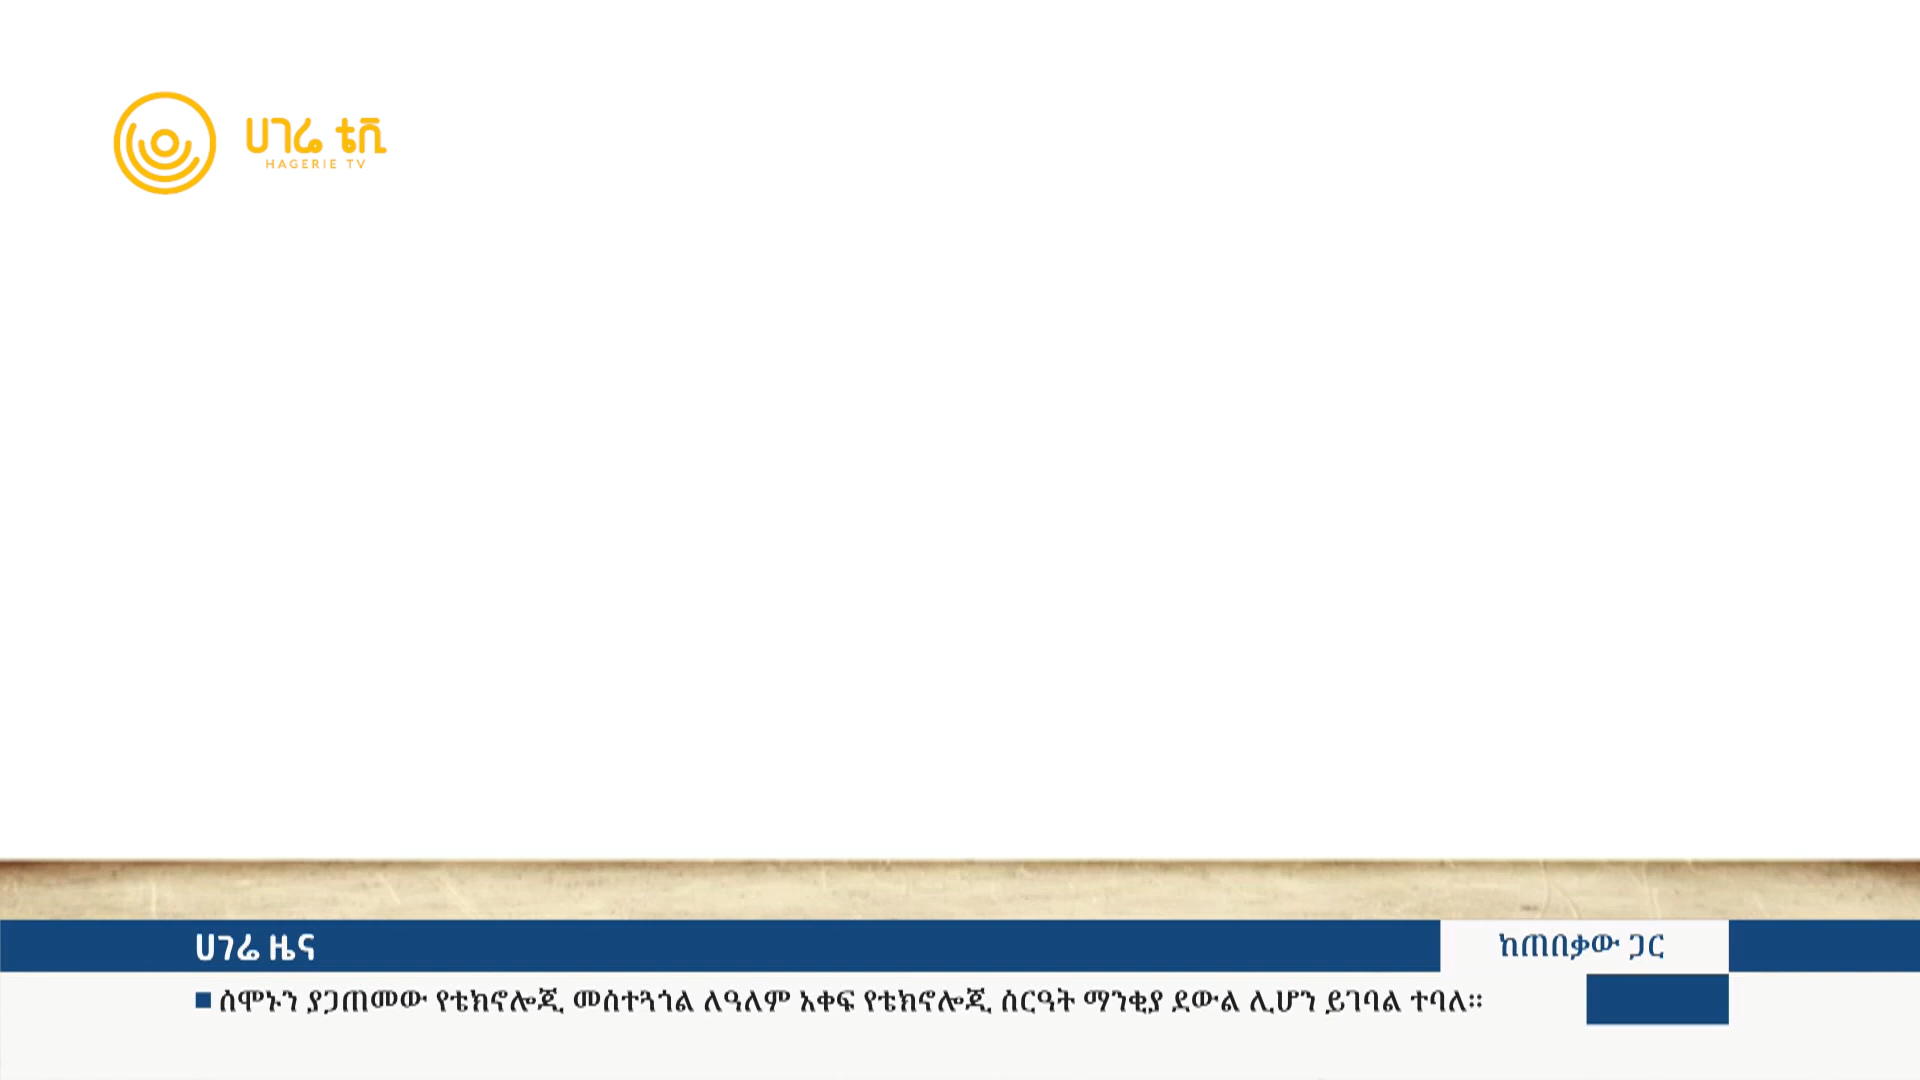 ሀገሬ ቴቪ
HAGERIE TV
ሀገሬ ዜና
ከጠበቃው ጋር
ሰሞኑን ያጋጠመው የቴክኖሎጂ መስተጓጎል ለዓለም አቀፍ የቴክኖሎጂ ስርዓት ማንቂያ ደውል ሊሆን ይገባል ተባለ።